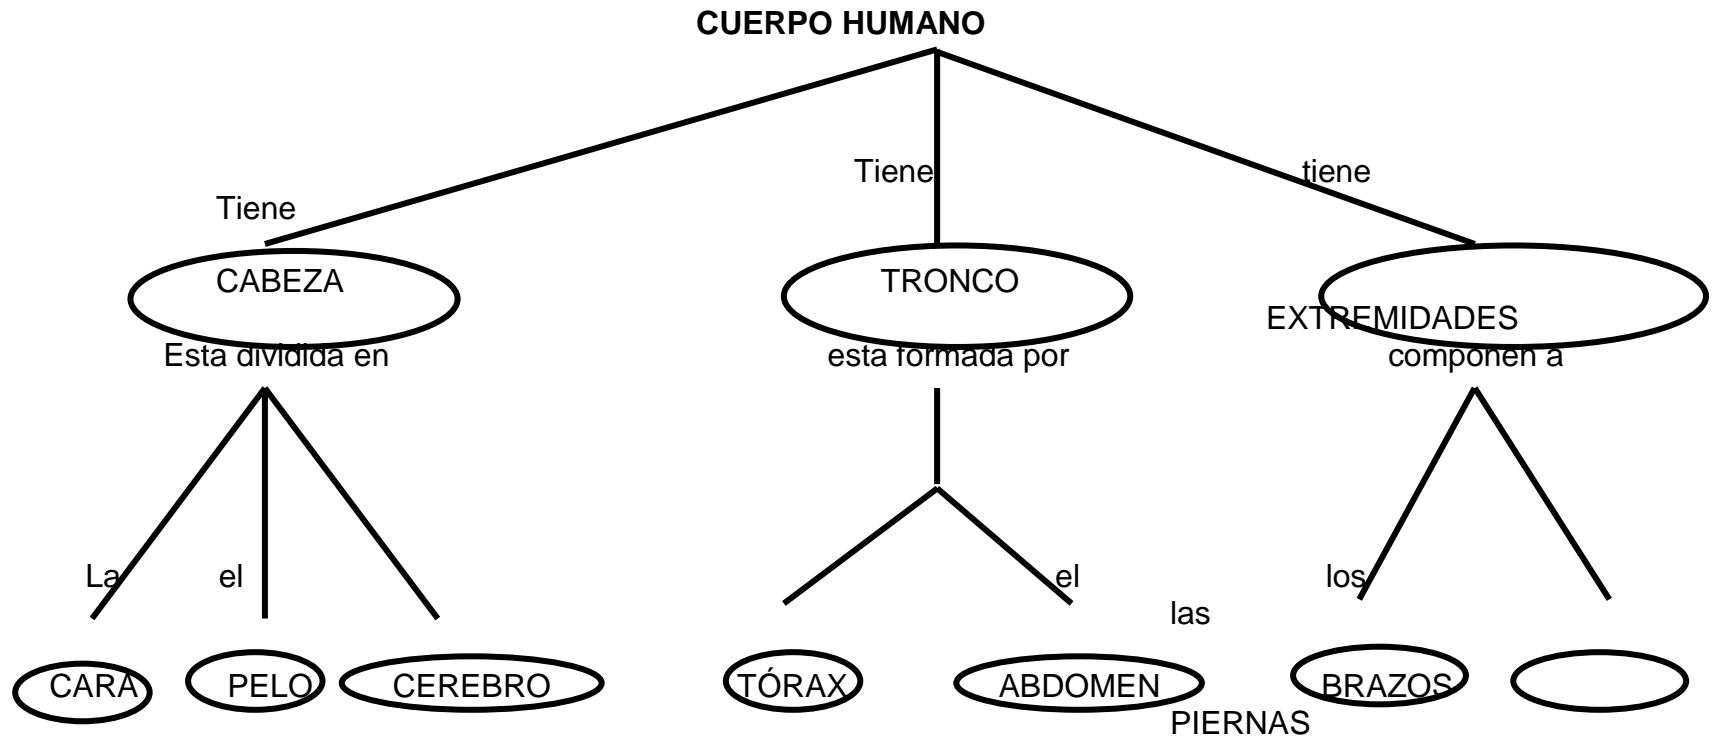 CUERPO HUMANO
Tiene tiene
Tiene
CABEZA TRONCO
EXTREMIDADES
Esta dividida en esta formada por componen a
La el el los
las
CARA PELO CEREBRO TÓRAX ABDOMEN BRAZOS
PIERNAS